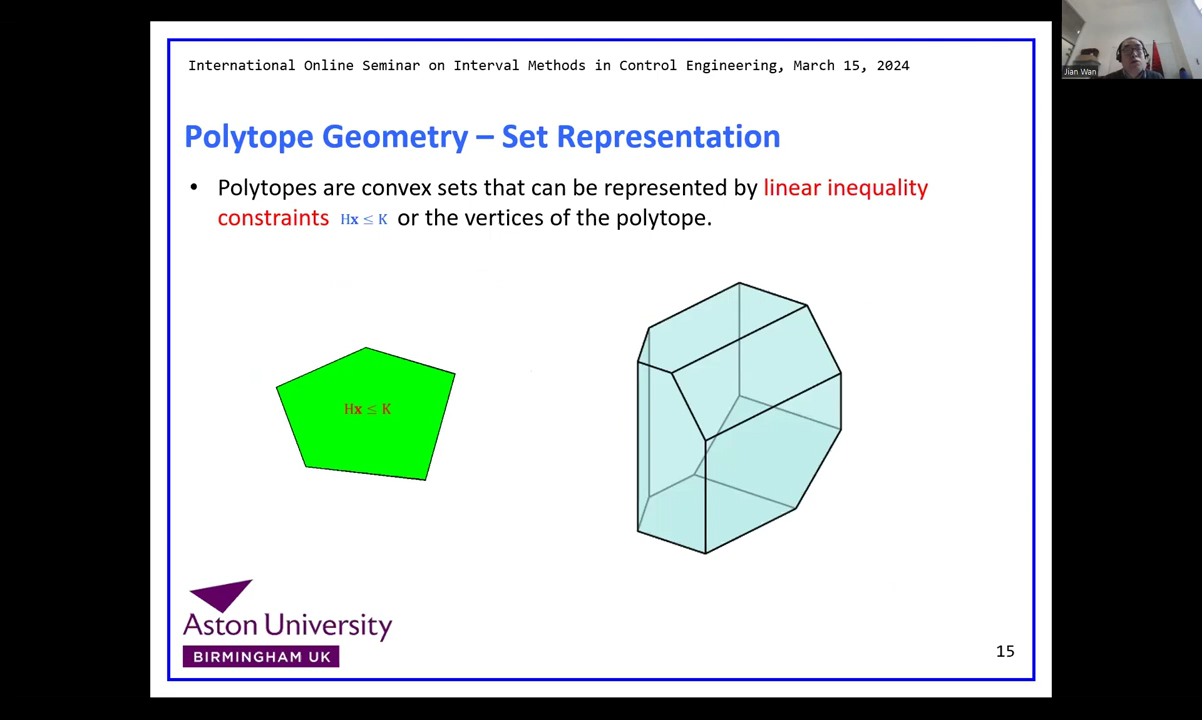 International Online Seminar on Interval Methods in Control Engineering, March 15, 2024
Jian Wan
Polytope Geometry – Set Representation
• Polytopes are convex sets that can be represented by linear inequality
constraints Hx ≤ K or the vertices of the polytope.
Hx ≤ K
Aston University
BIRMINGHAM UK
15